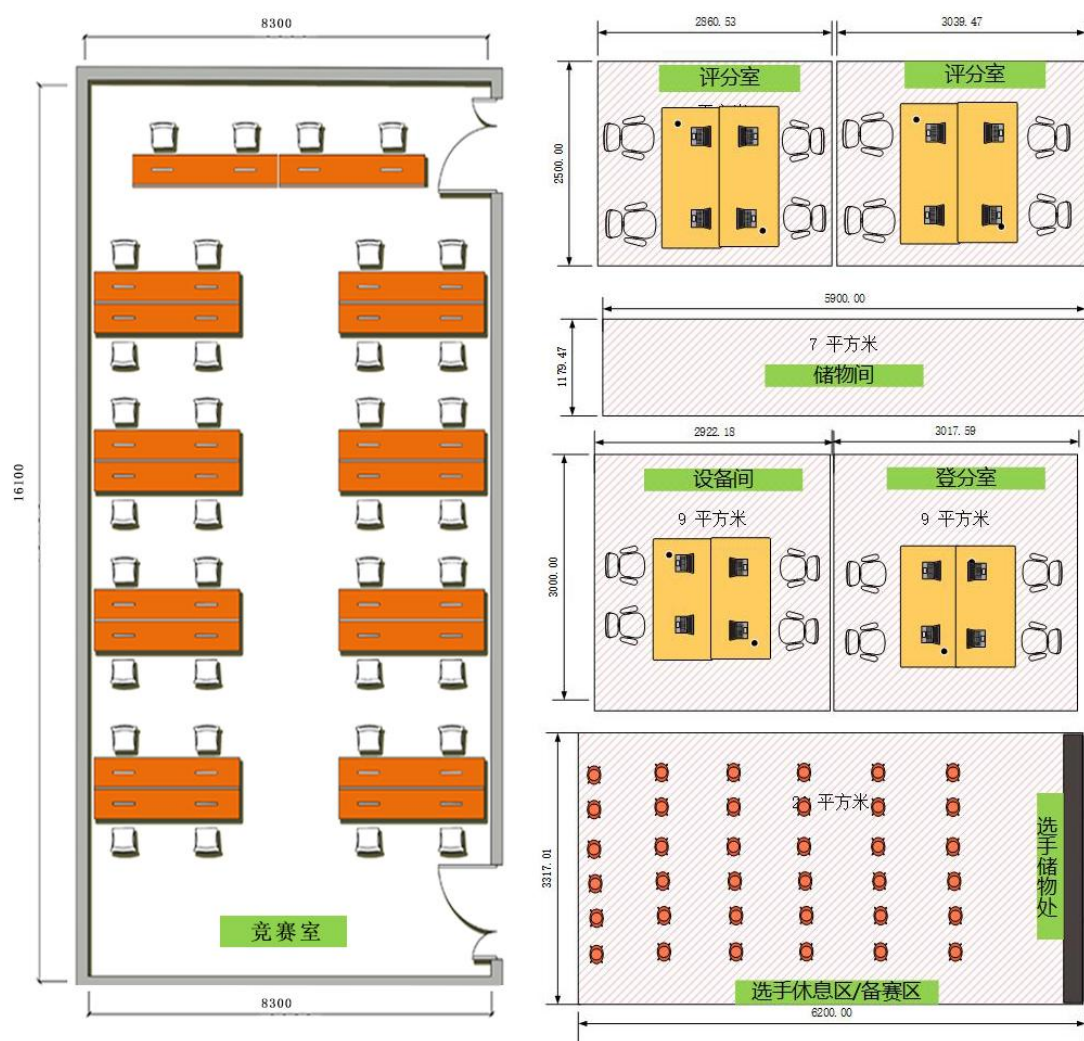 8300
16100
竞赛室
8300
2860.53
3039.47
2500.00
评分室
评分室
5900.00
1179.47
7 平方米
储物间
2922.18
3017.59
3000.00
设备间
登分室
9 平方米
9 平方米
3317.01
平方米
选手储物处
选手休息区/备赛区
6200.00